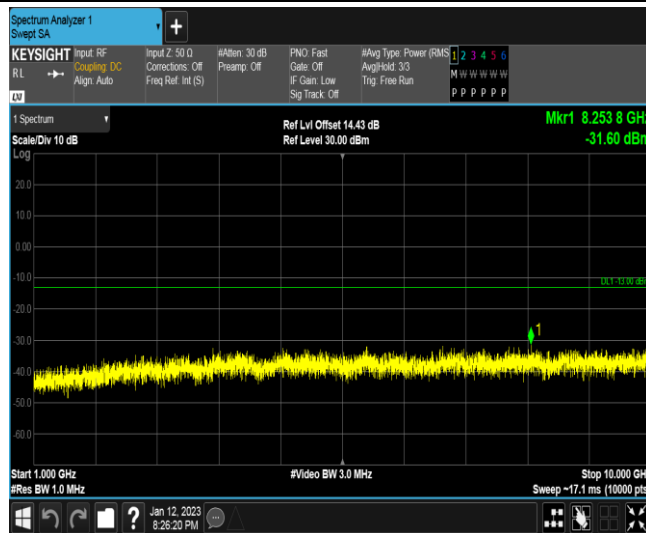 Spectrum Analyzer 1
Swept SA
KEYSIGHT
RL
LXI
Input: RF
Coupling: DC
Align: Auto
Input Z: 50 Ω
Corrections: Off
Freq Ref: Int (S)
#Atten: 30 dB
Preamp: Off
PNO: Fast
Gate: Off
IF Gain: Low
Sig Track: Off
#Avg Type: Power (RMS
Avg|Hold: 3/3
Trig: Free Run
1 2 3 4 5 6
M W W W W W
P P P P P P
1 Spectrum
Scale/Div 10 dB
Ref Lvl Offset 14.43 dB
Ref Level 30.00 dBm
Mkr1 8.253 8 GHz
-31.60 dBm
Log
20.0
10.0
0.00
-10.0
DL1 -13.00 dBm
-20.0
-30.0
1
-40.0
-50.0
-60.0
Start 1.000 GHz
#Video BW 3.0 MHz
Stop 10.000 GHz
#Res BW 1.0 MHz
Sweep ~17.1 ms (10000 pts)
?
Jan 12, 2023
8:26:20 PM